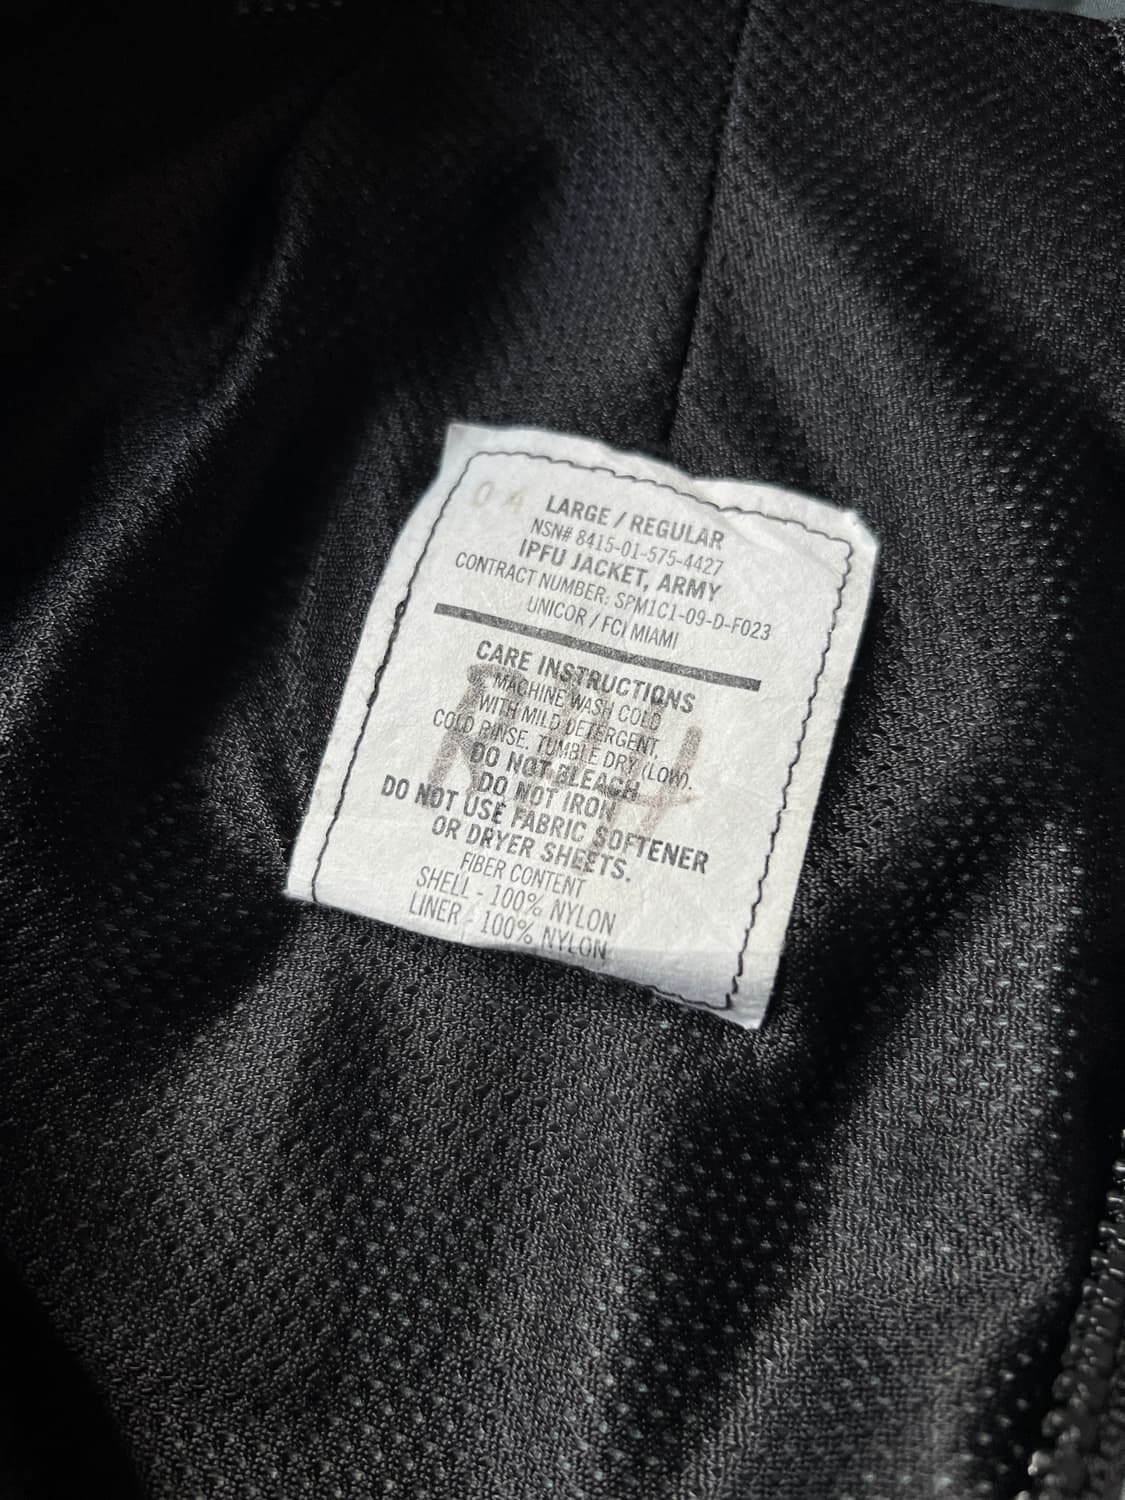 0 4
LARGE / REGULAR
NSN# 8415-01-575-4427
IPFU JACKET, ARMY
CONTRACT NUMBER: SPM1C1-09-D-F023
UNICOR / FCI MIAMI
CARE INSTRUCTIONS
MACHINE WASH COLD
WITH MILD DETERGENT,
COLD RINSE. TUMBLE DRY (LOW).
DO NOT BLEACH
DO NOT IRON
DO NOT USE FABRIC SOFTENER
OR DRYER SHEETS.
FIBER CONTENT
SHELL - 100% NYLON
LINER - 100% NYLON